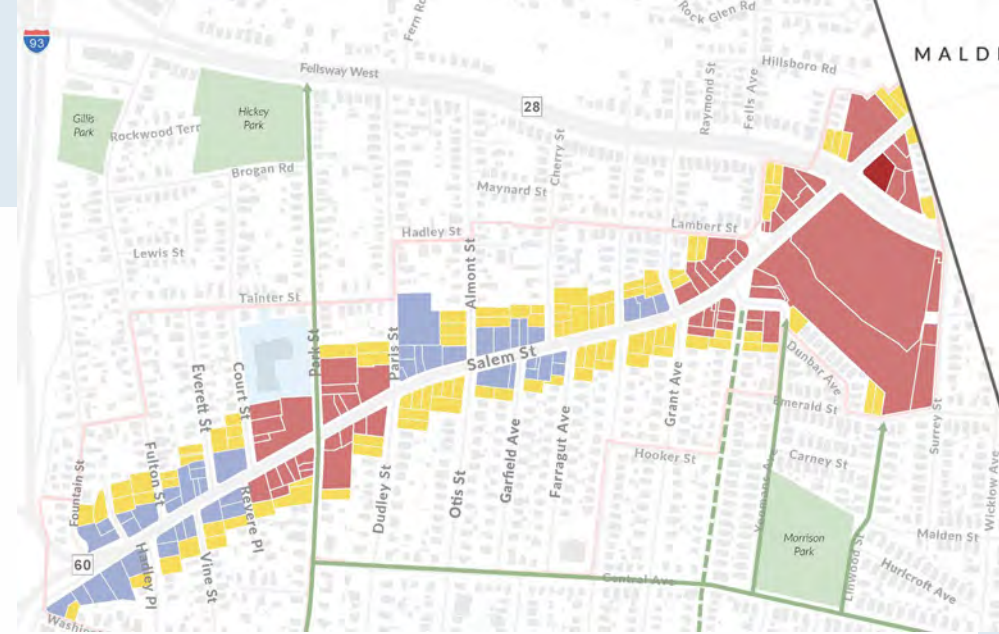 Rock Glen Rd
93
MALDE
Fellsway West
Hillsboro Rd
Raymond St
Fells Ave
28
Gillis
Park
Hickey
Park
Rockwood Terr
Cherry St
Brogan Rd
Maynard St
Lambert St
Hadley St
Almont St
Lewis St
Tainter St
Park St
Paris St
Salem St
Dunbar Ave
Everett St
Court St
Grant Ave
Emerald St
Surrey St
Garfield Ave
Farragut Ave
Hooker St
Carney St
Fulton St
Fountain St
Revere Pl
Dudley St
Otis St
Yeomans Ave
Wicklow Ave
Malden St
Morrison
Park
Linwood St
60
Hadley Pl
Vine St
Central Ave
Hurlcroft Ave